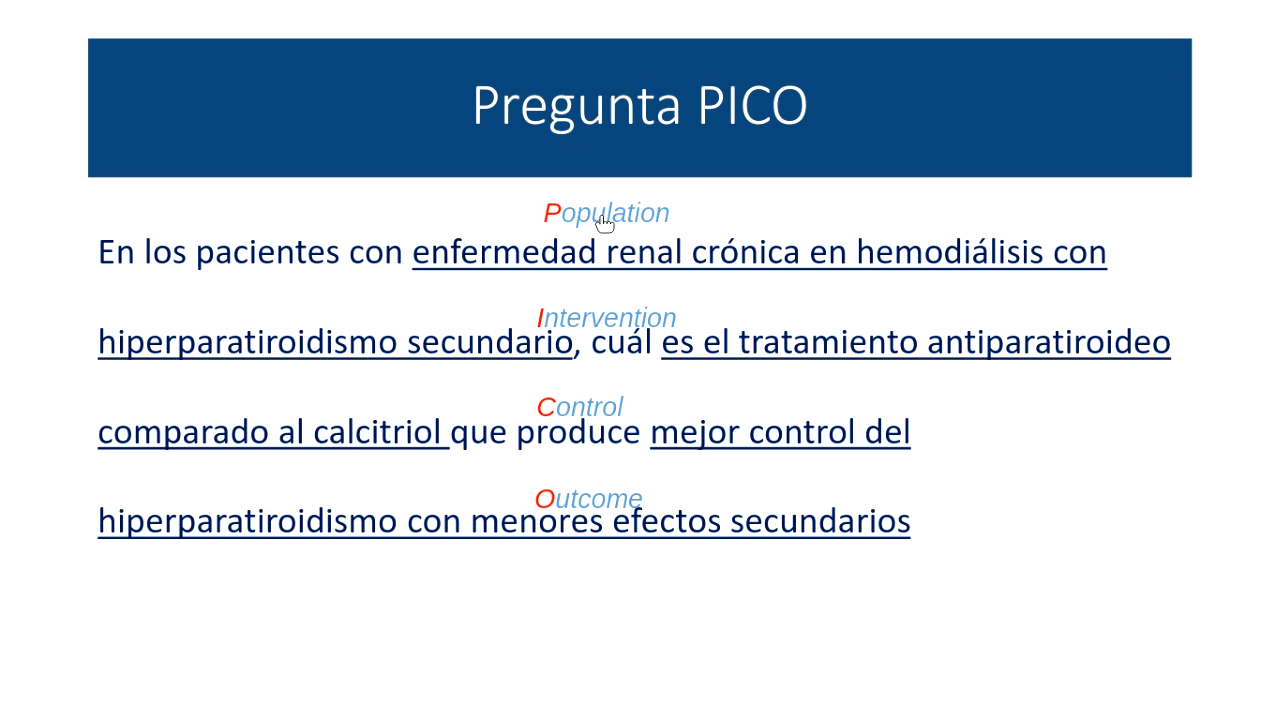 Pregunta PICO
Population
En los pacientes con enfermedad renal crónica en hemodiálisis con
Intervention
hiperparatiroidismo secundario, cuál es el tratamiento antiparatiroideo
Control
comparado al calcitriol que produce mejor control del
Outcome
hiperparatiroidismo con menores efectos secundarios